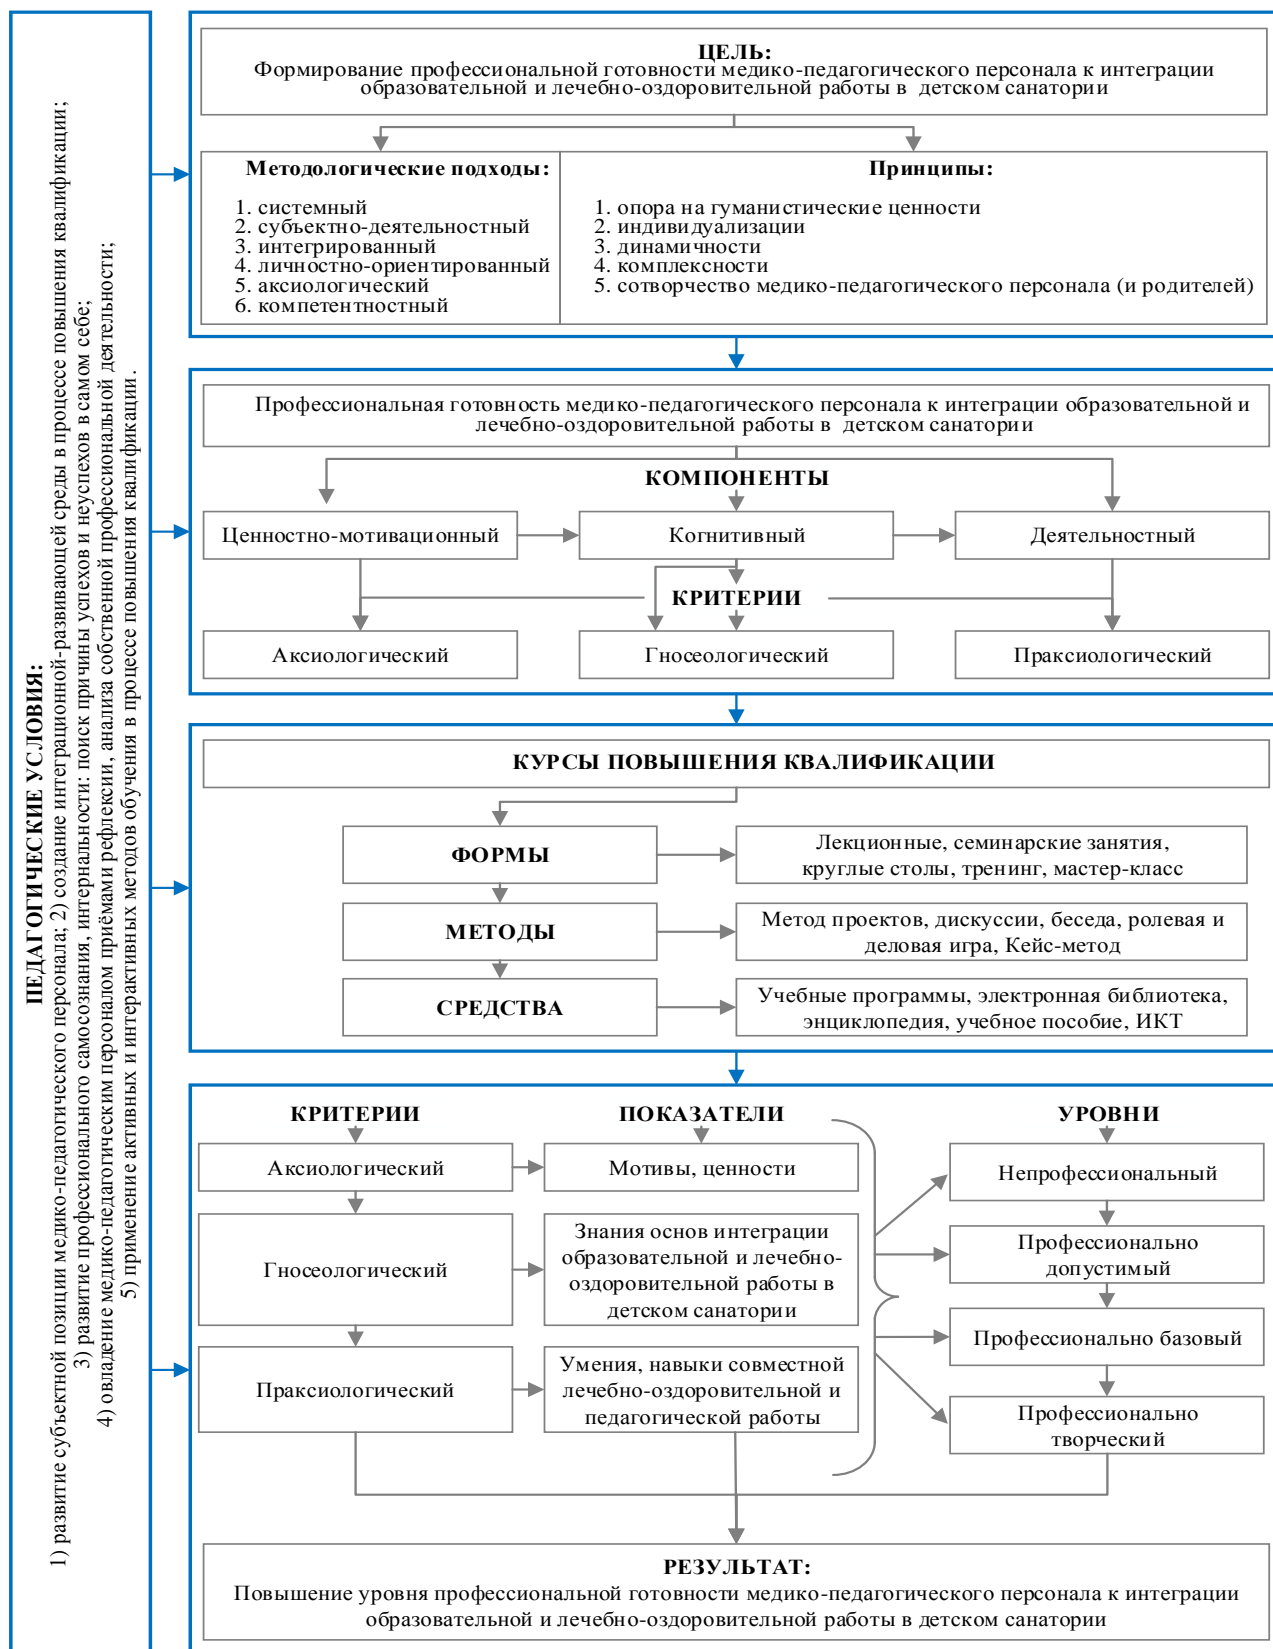 ПЕДАГОГИЧЕСКИЕ УСЛОВИЯ:
1) развитие субъектной позиции медико-педагогического персонала; 2) создание интеграционной-развивающей среды в процессе повышения квалификации;
3) развитие профессионального самосознания, интернальности: поиск причины успехов и неуспехов в самом себе;
4) овладение медико-педагогическим персоналом приёмами рефлексии, анализа собственной профессиональной деятельности;
5) применение активных и интерактивных методов обучения в процессе повышения квалификации.
ЦЕЛЬ:
Формирование профессиональной готовности медико-педагогического персонала к интеграции
образовательной и лечебно-оздоровительной работы в детском санатории
Методологические подходы:
1. системный
2. субъектно-деятельностный
3. интегрированный
4. личностно-ориентированный
5. аксиологический
6. компетентностный
Принципы:
1. опора на гуманистические ценности
2. индивидуализации
3. динамичности
4. комплексности
5. сотворчество медико-педагогического персонала (и родителей)
Профессиональная готовность медико-педагогического персонала к интеграции образовательной и
лечебно-оздоровительной работы в детском санатории
КОМПОНЕНТЫ
Ценностно-мотивационный
Когнитивный
Деятельностный
КРИТЕРИИ
Аксиологический
Гносеологический
Праксиологический
КУРСЫ ПОВЫШЕНИЯ КВАЛИФИКАЦИИ
ФОРМЫ
Лекционные, семинарские занятия,
круглые столы, тренинг, мастер-класс
МЕТОДЫ
Метод проектов, дискуссии, беседа, ролевая и
деловая игра, Кейс-метод
СРЕДСТВА
Учебные программы, электронная библиотека,
энциклопедия, учебное пособие, ИКТ
КРИТЕРИИ
ПОКАЗАТЕЛИ
УРОВНИ
Аксиологический
Мотивы, ценности
Непрофессиональный
Гносеологический
Знания основ интеграции
образовательной и лечебно-
оздоровительной работы в
детском санатории
Профессионально
допустимый
Профессионально базовый
Праксиологический
Умения, навыки совместной
лечебно-оздоровительной и
педагогической работы
Профессионально
творческий
РЕЗУЛЬТАТ:
Повышение уровня профессиональной готовности медико-педагогического персонала к интеграции
образовательной и лечебно-оздоровительной работы в детском санатории